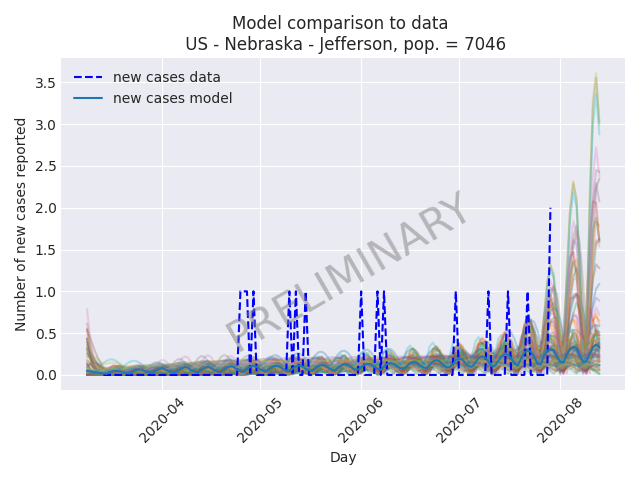 Model comparison to data
US - Nebraska - Jefferson, pop. = 7046
new cases data
new cases model
PRELIMINARY
Number of new cases reported
3.5
3.0
2.5
2.0
1.5
1.0
0.5
0.0
2020-04
2020-05
2020-06
2020-07
2020-08
Day